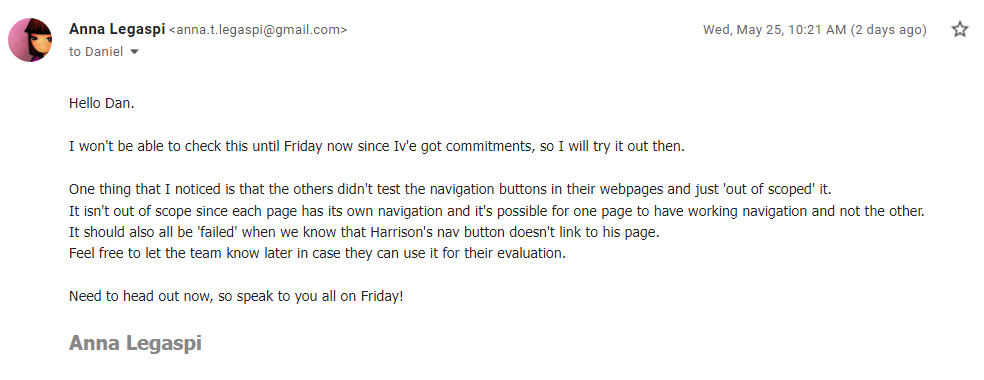 Anna Legaspi <anna.t.legaspi@gmail.com> Wed, May 25, 10:21 AM (2 days ago)
to Daniel
Hello Dan.
I won't be able to check this until Friday now since Iv'e got commitments, so I will try it out then.
One thing that I noticed is that the others didn't test the navigation buttons in their webpages and just 'out of scoped' it.
It isn't out of scope since each page has its own navigation and it's possible for one page to have working navigation and not the other.
It should also all be 'failed' when we know that Harrison's nav button doesn't link to his page.
Feel free to let the team know later in case they can use it for their evaluation.
Need to head out now, so speak to you all on Friday!
Anna Legaspi